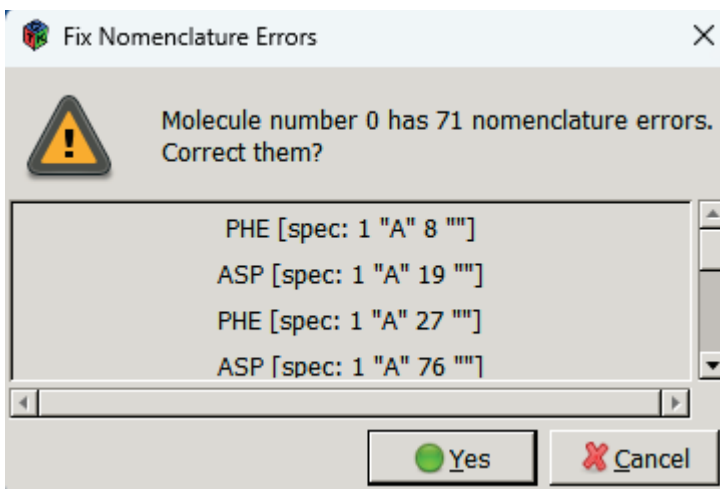 Fix Nomenclature Errors
Molecule number 0 has 71 nomenclature errors.
Correct them?
PHE [spec: 1 "A" 8 ""]
ASP [spec: 1 "A" 19 ""]
PHE [spec: 1 "A" 27 ""]
ASP [spec: 1 "A" 76 ""]
Yes
Cancel